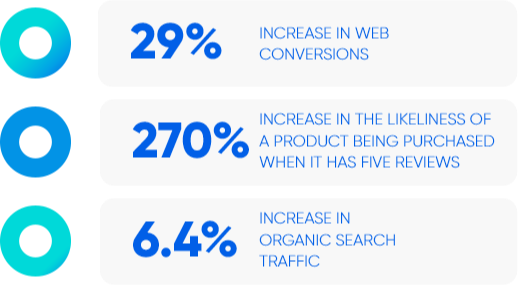 29%
INCREASE IN WEB
CONVERSIONS
270%
INCREASE IN THE LIKELINESS OF
A PRODUCT BEING PURCHASED
WHEN IT HAS FIVE REVIEWS
6.4%
INCREASE IN
ORGANIC SEARCH
TRAFFIC